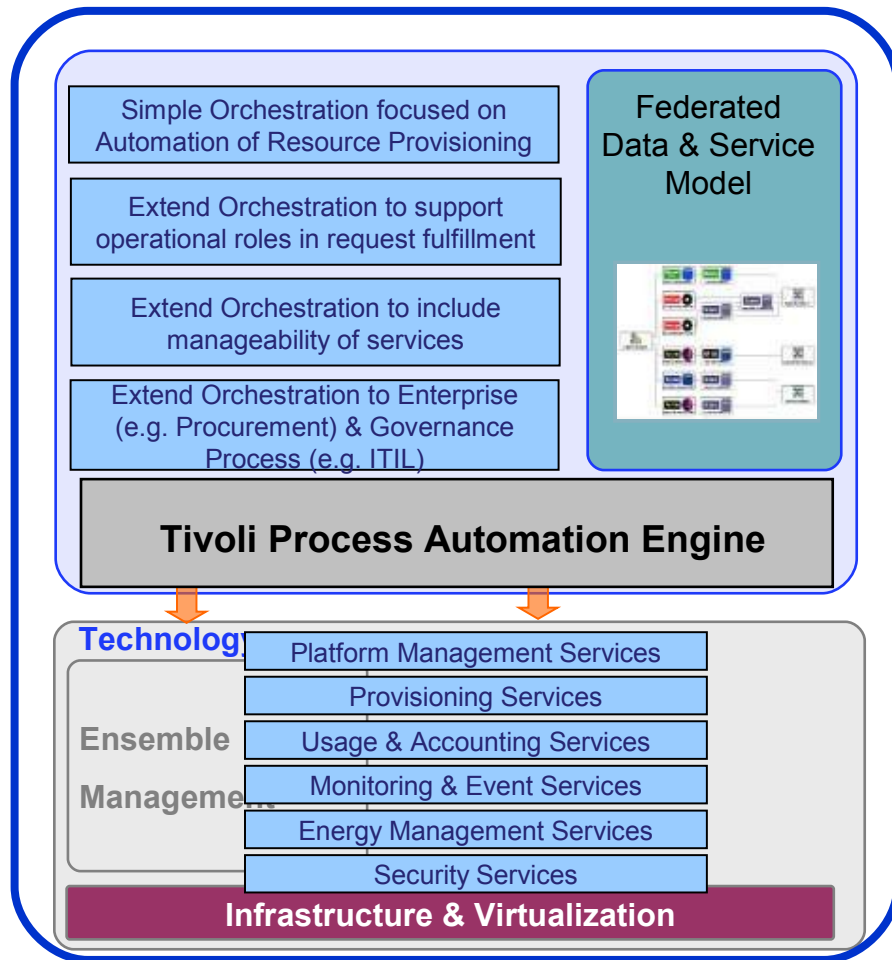 Simple Orchestration focused on
Automation of Resource Provisioning
Extend Orchestration to support
operational roles in request fulfillment
Extend Orchestration to include
manageability of services
Extend Orchestration to Enterprise
(e.g. Procurement) & Governance
Process (e.g. ITIL)
Federated
Data & Service
Model
Tivoli Process Automation Engine
Technology
Platform Management Services
Provisioning Services
Ensemble
Management
Usage & Accounting Services
Monitoring & Event Services
Energy Management Services
Security Services
Infrastructure & Virtualization